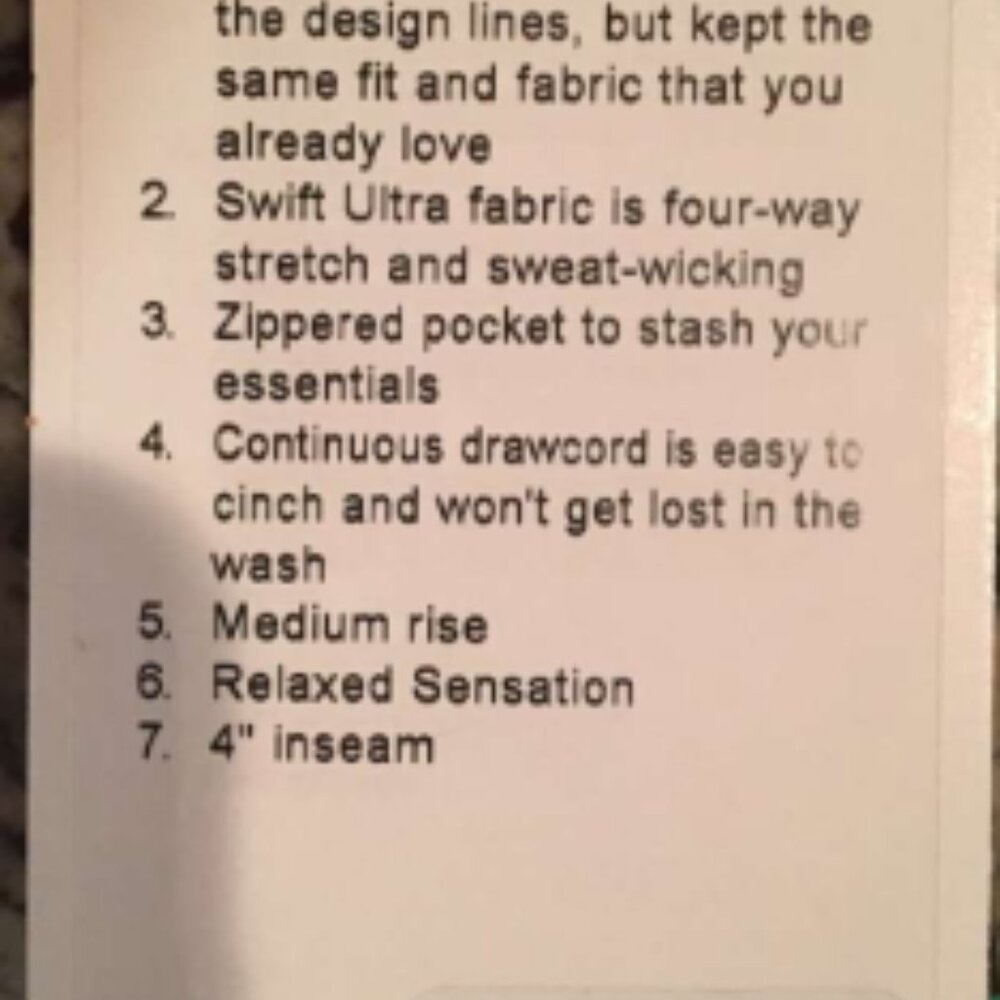 the design lines, but kept the
same fit and fabric that you
already love
2. Swift Ultra fabric is four-way
stretch and sweat-wicking
3. Zippered pocket to stash your
essentials
4. Continuous drawcord is easy to
cinch and won't get lost in the
wash
5. Medium rise
6. Relaxed Sensation
7. 4" inseam